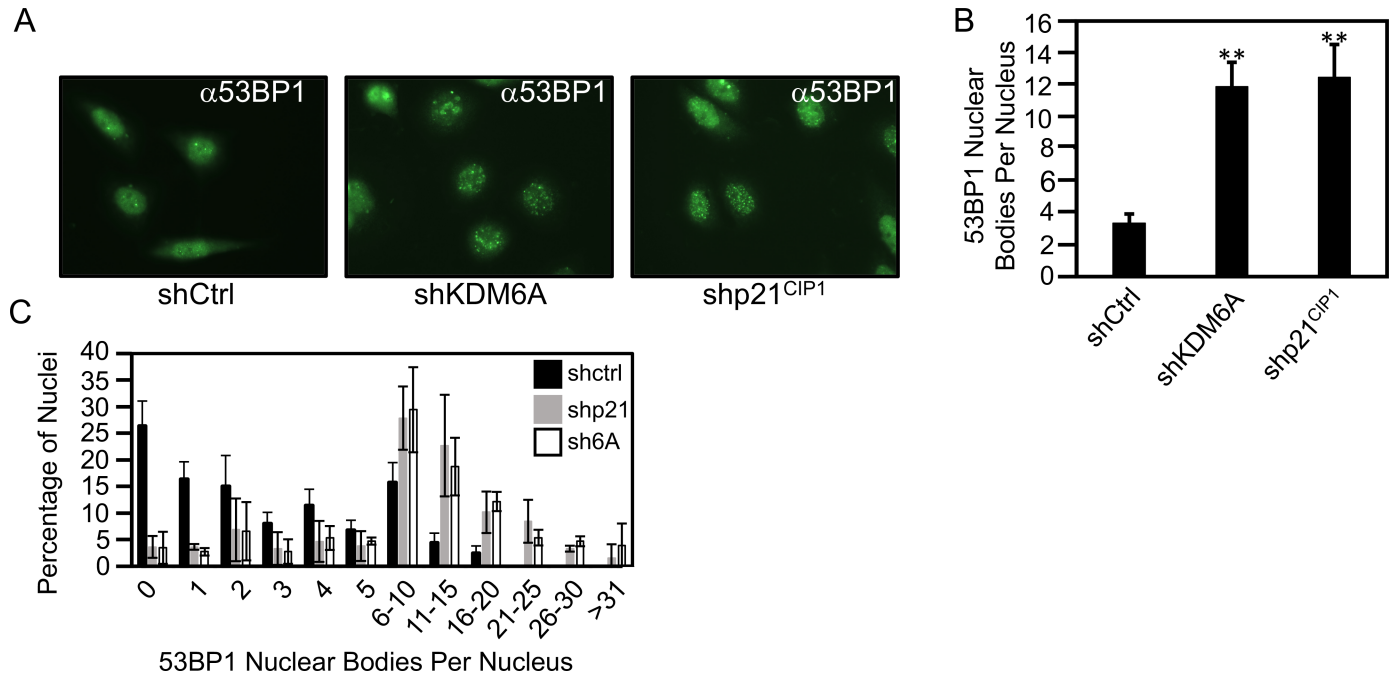 A
α53BP1
α53BP1
α53BP1
shCtrl
shKDM6A
shp21CIP1
B
53BP1 Nuclear
Bodies Per Nucleus
16
14
12
10
8
6
4
2
0
**
**
shCtrl
shKDM6A
shp21CIP1
C
Percentage of Nuclei
40
35
30
25
20
15
10
5
0
shctrl
shp21
sh6A
0
1
2
3
4
5
6-10
11-15
16-20
21-25
26-30
>31
53BP1 Nuclear Bodies Per Nucleus